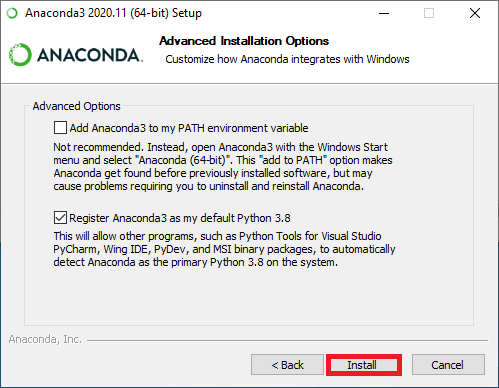 Anaconda3 2020.11 (64-bit) Setup
ANACONDA.
Advanced Installation Options
Customize how Anaconda integrates with Windows
Advanced Options
Add Anaconda3 to my PATH environment variable
Not recommended. Instead, open Anaconda3 with the Windows Start
menu and select "Anaconda (64-bit)". This "add to PATH" option makes
Anaconda get found before previously installed software, but may
cause problems requiring you to uninstall and reinstall Anaconda.
Register Anaconda3 as my default Python 3.8
This will allow other programs, such as Python Tools for Visual Studio
PyCharm, Wing IDE, PyDev, and MSI binary packages, to automatically
detect Anaconda as the primary Python 3.8 on the system.
Anaconda, Inc.
< Back
Install
Cancel